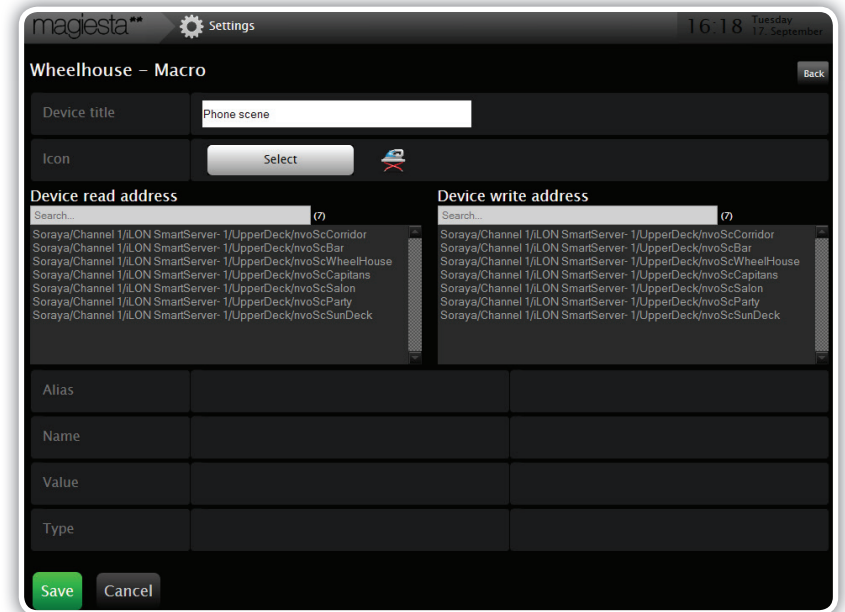 magiesta
Settings
16:18
Tuesday
17. September
Wheelhouse – Macro
Back
Device title
Phone scene
Icon
Select
Device read address
Search...
(7)
Soraya/Channel 1/iLON SmartServer- 1/UpperDeck/nvoScCorridor
Soraya/Channel 1/iLON SmartServer- 1/UpperDeck/nvoScBar
Soraya/Channel 1/iLON SmartServer- 1/UpperDeck/nvoScWheelHouse
Soraya/Channel 1/iLON SmartServer- 1/UpperDeck/nvoScCapitans
Soraya/Channel 1/iLON SmartServer- 1/UpperDeck/nvoScSalon
Soraya/Channel 1/iLON SmartServer- 1/UpperDeck/nvoScParty
Soraya/Channel 1/iLON SmartServer- 1/UpperDeck/nvoScSunDeck
Device write address
Search...
(7)
Soraya/Channel 1/iLON SmartServer- 1/UpperDeck/nvoScCorridor
Soraya/Channel 1/iLON SmartServer- 1/UpperDeck/nvoScBar
Soraya/Channel 1/iLON SmartServer- 1/UpperDeck/nvoScWheelHouse
Soraya/Channel 1/iLON SmartServer- 1/UpperDeck/nvoScCapitans
Soraya/Channel 1/iLON SmartServer- 1/UpperDeck/nvoScSalon
Soraya/Channel 1/iLON SmartServer- 1/UpperDeck/nvoScParty
Soraya/Channel 1/iLON SmartServer- 1/UpperDeck/nvoScSunDeck
Alias
Name
Value
Type
Save
Cancel